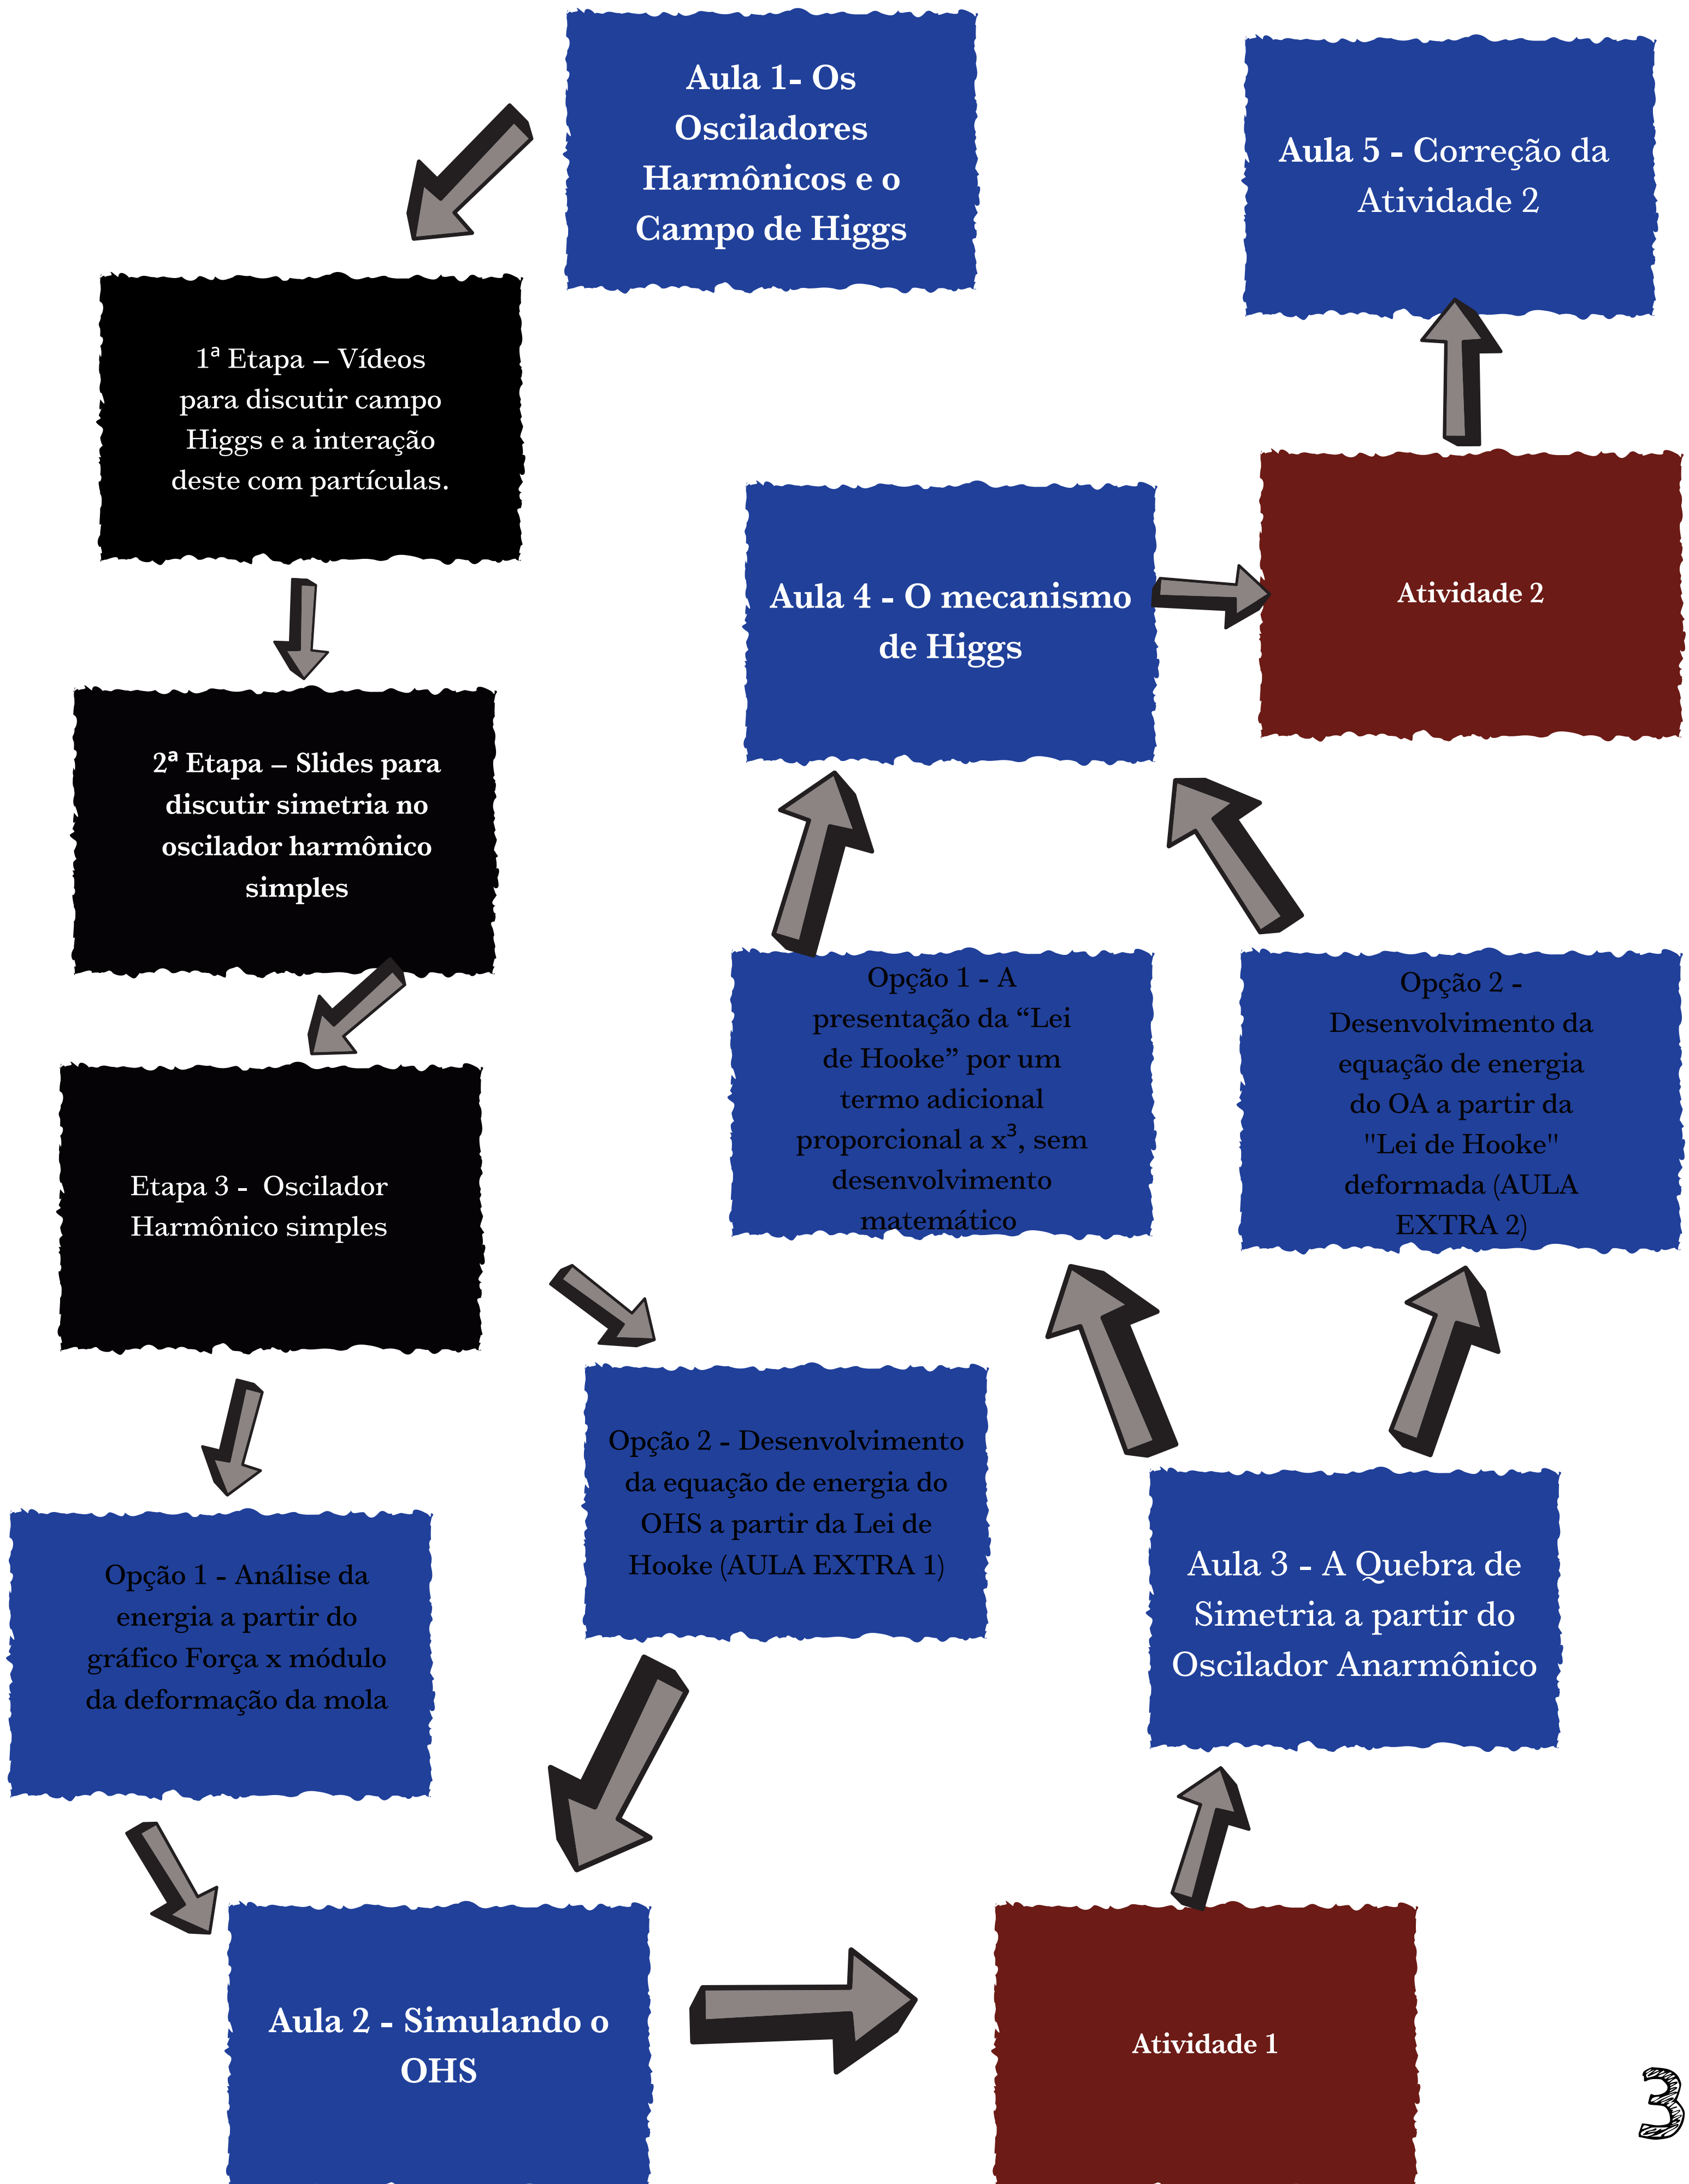 Aula 1- Os
Osciladores
Harmônicos e o
Campo de Higgs
1ª Etapa – Vídeos
para discutir campo
Higgs e a interação
deste com partículas.
2ª Etapa – Slides para
discutir simetria no
oscilador harmônico
simples
Etapa 3 -  Oscilador
Harmônico simples
Opção 1 - Análise da
energia a partir do
gráfico Força x módulo
da deformação da mola
Opção 2 - Desenvolvimento
da equação de energia do
OHS a partir da Lei de
Hooke (AULA EXTRA 1)
Aula 2 - Simulando o
OHS
Atividade 1
Aula 3 - A Quebra de
Simetria a partir do
Oscilador Anarmônico
Opção 1 - A
presentação da “Lei
de Hooke” por um
termo adicional
proporcional a x³, sem
desenvolvimento
matemático
Opção 2 -
Desenvolvimento da
equação de energia
do OA a partir da
"Lei de Hooke"
deformada (AULA
EXTRA 2)
Aula 4 - O mecanismo
de Higgs
Atividade 2
Aula 5 - Correção da
Atividade 2
3